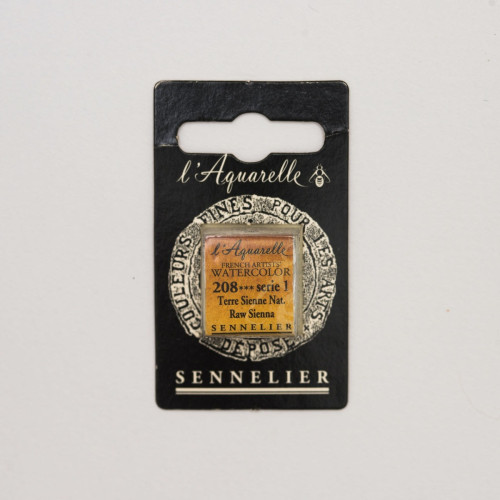 l'Aquarelle
COULEURS FINES POUR LES ARTS
DÉPOSÉ
l'Aquarelle
FRENCH ARTISTS'
WATERCOLOR
208*** serie 1
Terre Sienne Nat.
Raw Sienna
SENNELIER
SENNELIER